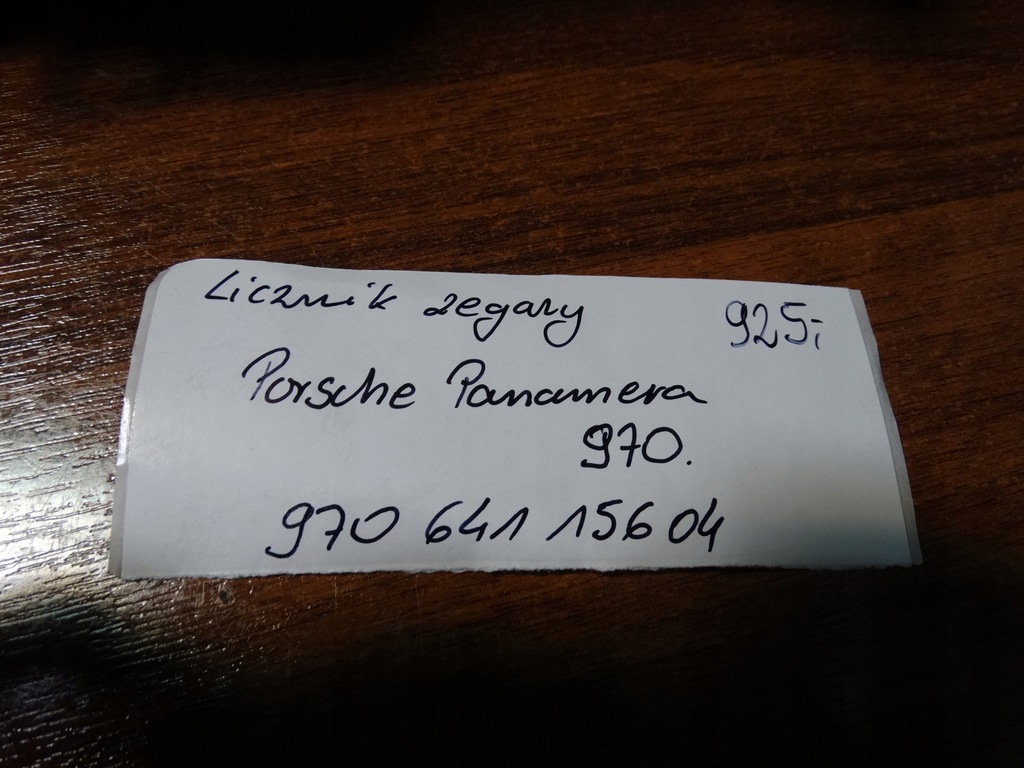 Licznik zegary 925,-
Porsche Panamera
970.
970 641 156 04